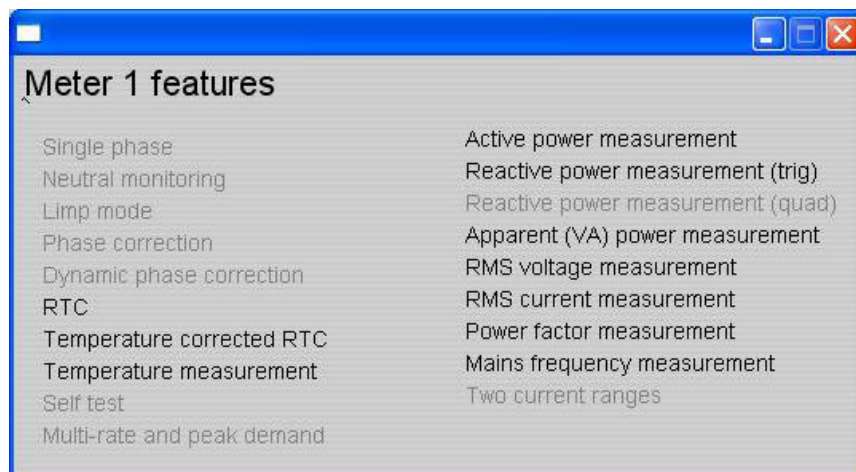 Meter 1 features
Single phase
Neutral monitoring
Limp mode
Phase correction
Dynamic phase correction
RTC
Temperature corrected RTC
Temperature measurement
Self test
Multi-rate and peak demand
Active power measurement
Reactive power measurement (trig)
Reactive power measurement (quad)
Apparent (VA) power measurement
RMS voltage measurement
RMS current measurement
Power factor measurement
Mains frequency measurement
Two current ranges